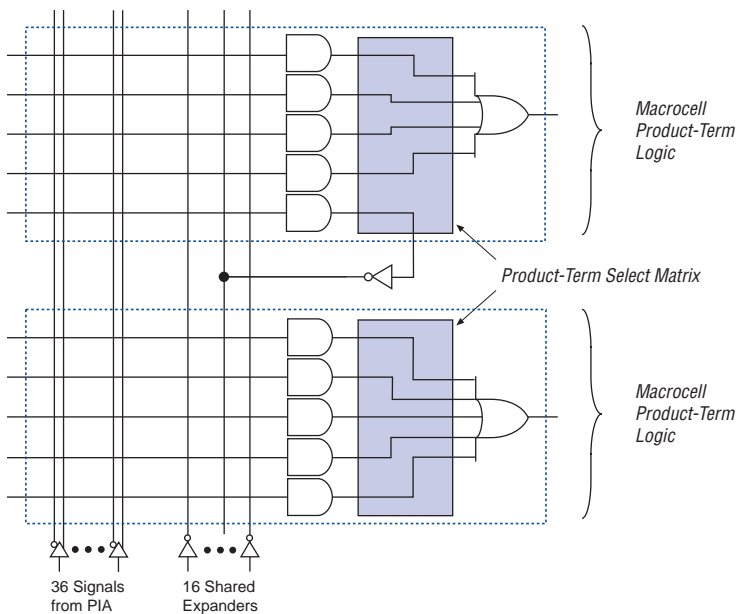 Macrocell
Product-Term
Logic
Product-Term Select Matrix
Macrocell
Product-Term
Logic
36 Signals
from PIA
16 Shared
Expanders